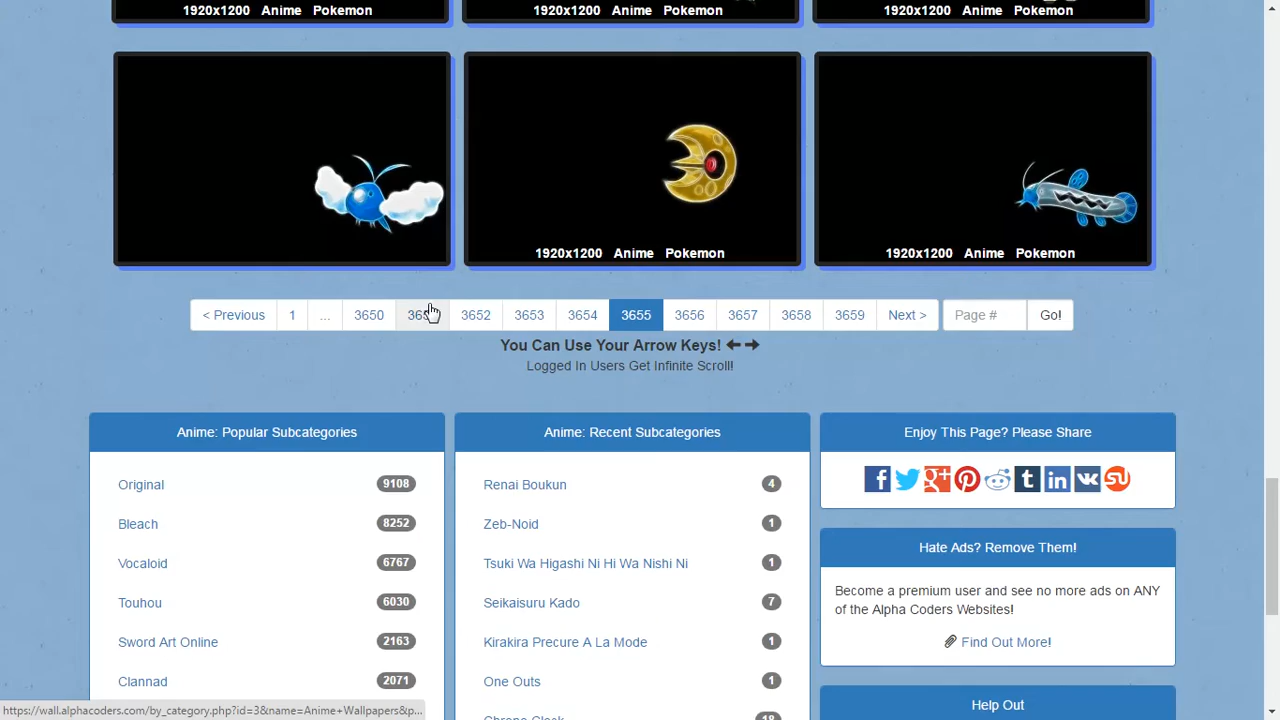 1920x1200 Anime Pokemon
1920x1200 Anime Pokemon
1920x1200 Anime Pokemon
1920x1200 Anime Pokemon
1920x1200 Anime Pokemon
< Previous 1 ... 3650 3652 3653 3654 3655 3656 3657 3658 3659 Next > Page # Go!
You Can Use Your Arrow Keys!
Logged In Users Get Infinite Scroll!
Anime: Popular Subcategories
Original 9108
Bleach 8252
Vocaloid 6767
Touhou 6030
Sword Art Online 2163
Clannad 2071
Anime: Recent Subcategories
Renai Boukun 4
Zeb-Noid 1
Tsuki Wa Higashi Ni Hi Wa Nishi Ni 1
Seikaisuru Kado 7
Kirakira Precure A La Mode 1
One Outs 1
18
Enjoy This Page? Please Share
Hate Ads? Remove Them!
Become a premium user and see no more ads on ANY
of the Alpha Coders Websites!
Find Out More!
Help Out
https://wall.alphacoders.com/by_category.php?id=3&name=Anime+Wallpapers&p...